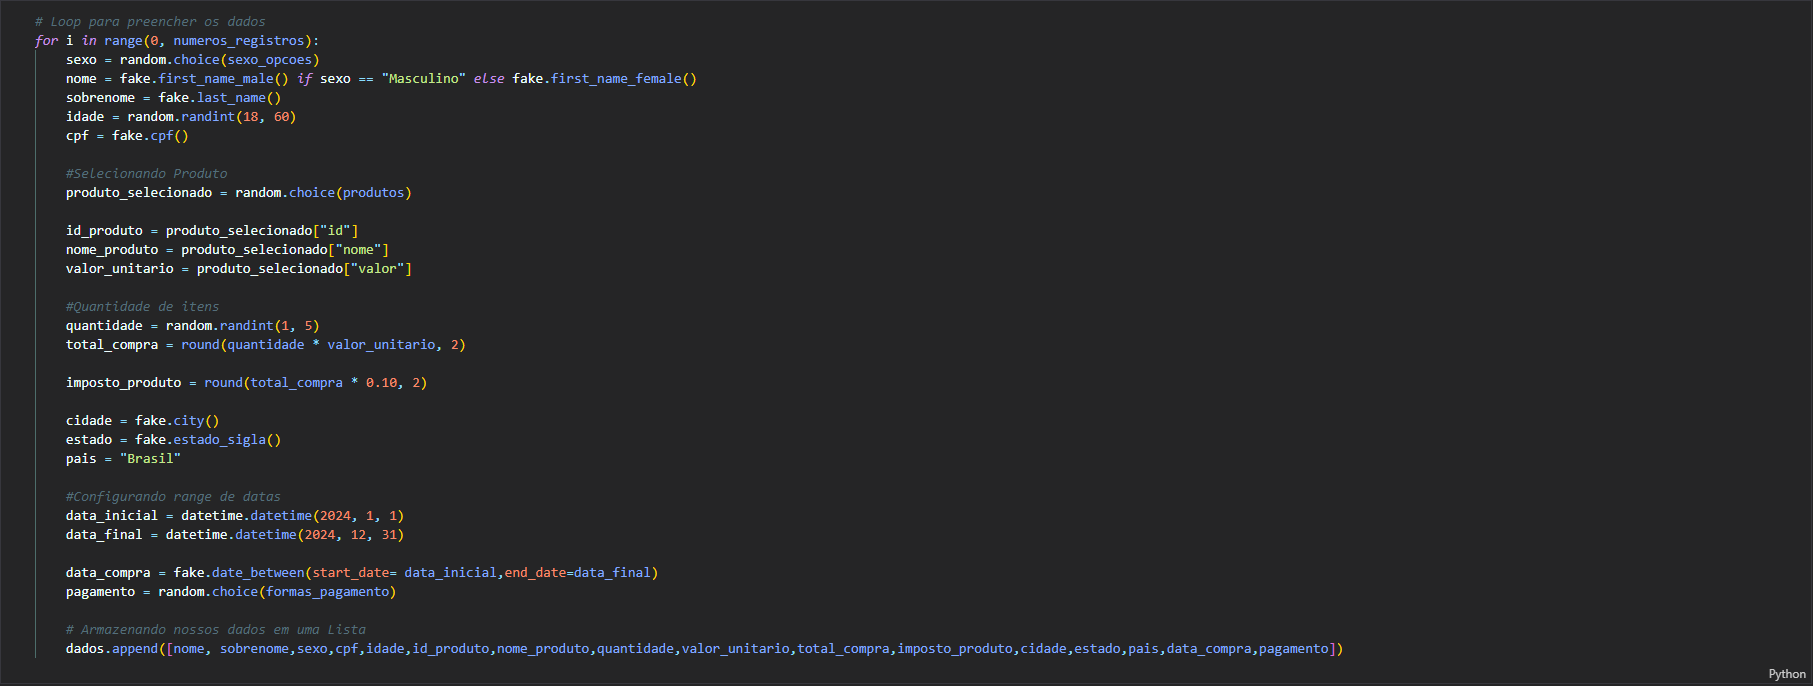 # Loop para preencher os dados
for i in range(0, numeros_registros):
    sexo = random.choice(sexo_opcoes)
    nome = fake.first_name_male() if sexo == "Masculino" else fake.first_name_female()
    sobrenome = fake.last_name()
    idade = random.randint(18, 60)
    cpf = fake.cpf()

    #Selecionando Produto
    produto_selecionado = random.choice(produtos)

    id_produto = produto_selecionado["id"]
    nome_produto = produto_selecionado["nome"]
    valor_unitario = produto_selecionado["valor"]

    #Quantidade de itens
    quantidade = random.randint(1, 5)
    total_compra = round(quantidade * valor_unitario, 2)

    imposto_produto = round(total_compra * 0.10, 2)

    cidade = fake.city()
    estado = fake.estado_sigla()
    pais = "Brasil"

    #Configurando range de datas
    data_inicial = datetime.datetime(2024, 1, 1)
    data_final = datetime.datetime(2024, 12, 31)

    data_compra = fake.date_between(start_date= data_inicial,end_date=data_final)
    pagamento = random.choice(formas_pagamento)

    # Armazenando nossos dados em uma Lista
    dados.append([nome, sobrenome,sexo,cpf,idade,id_produto,nome_produto,quantidade,valor_unitario,total_compra,imposto_produto,cidade,estado,pais,data_compra,pagamento])
Python